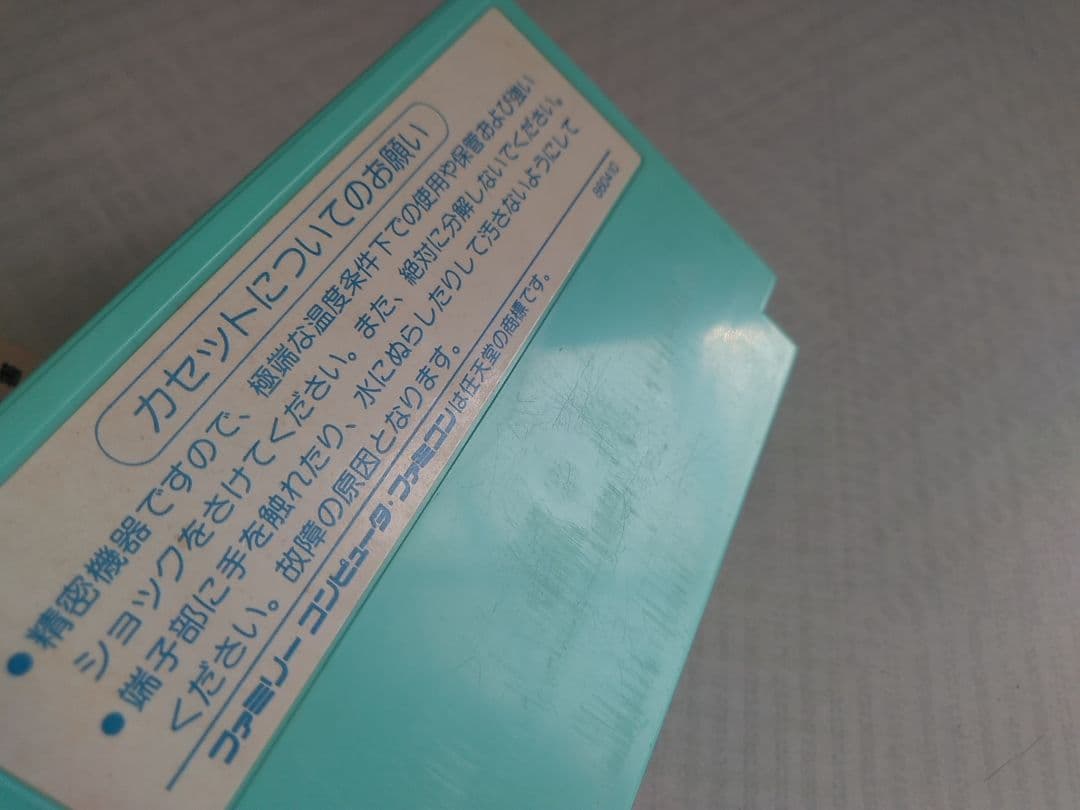 カセットについてのお願い
●精密機器ですので、極端な温度条件下での使用や保管および強い
ショックをさけてください。また、絶対に分解しないでください。
●端子部に手を触れたり、水にぬらしたりして汚さないようにして
ください。故障の原因となります。
860410
ファミリーコンピュータ・ファミコンは任天堂の商標です。